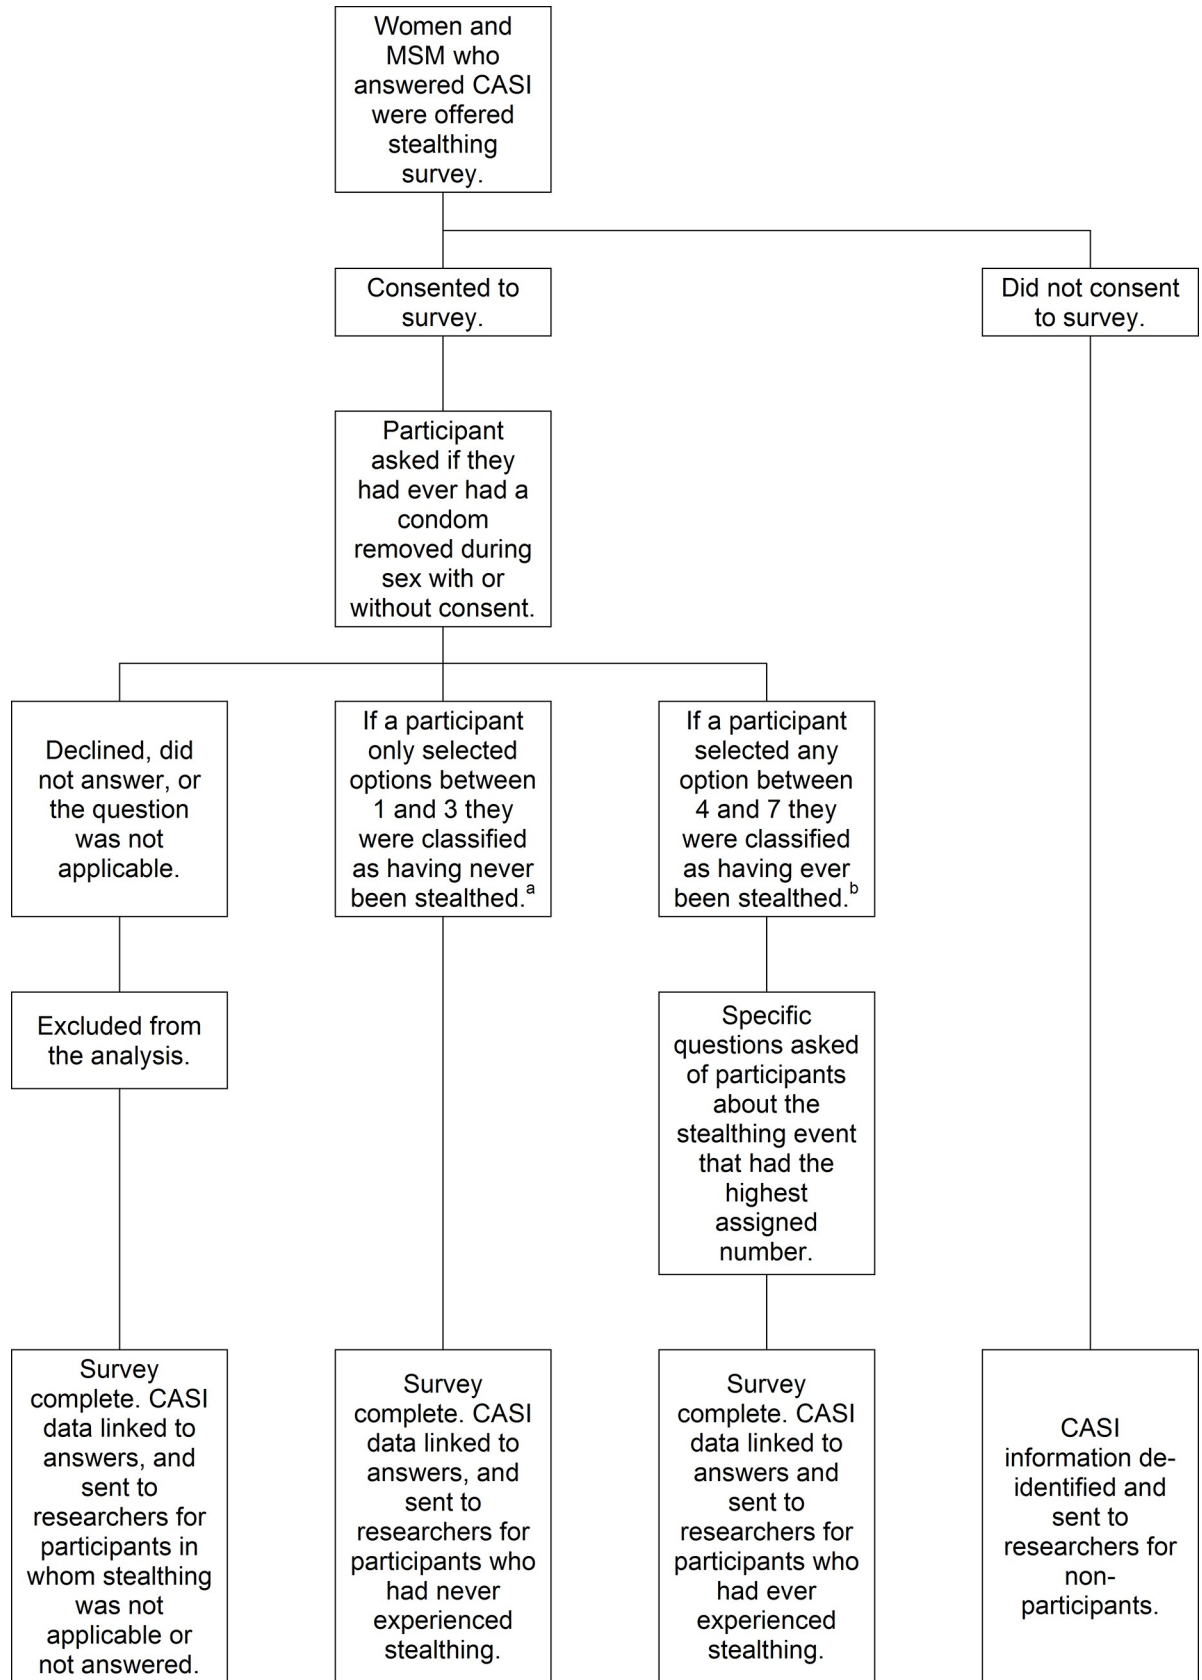 Women and
MSM who
answered CASI
were offered
stealthing
survey.
Consented to
survey.
Did not consent
to survey.
Participant
asked if they
had ever had a
condom
removed during
sex with or
without consent.
Declined, did
not answer, or
the question
was not
applicable.
If a participant
only selected
options between
1 and 3 they
were classified
as having never
been stealthed.a
If a participant
selected any
option between
4 and 7 they
were classified
as having ever
been stealthed.b
Excluded from
the analysis.
Specific
questions asked
of participants
about the
stealthing event
that had the
highest
assigned
number.
Survey
complete. CASI
data linked to
answers, and
sent to
researchers for
participants in
whom stealthing
was not
applicable or
not answered.
Survey
complete. CASI
data linked to
answers, and
sent to
researchers for
participants who
had never
experienced
stealthing.
Survey
complete. CASI
data linked to
answers and
sent to
researchers for
participants who
had ever
experienced
stealthing.
CASI
information de-
identified and
sent to
researchers for
non-
participants.